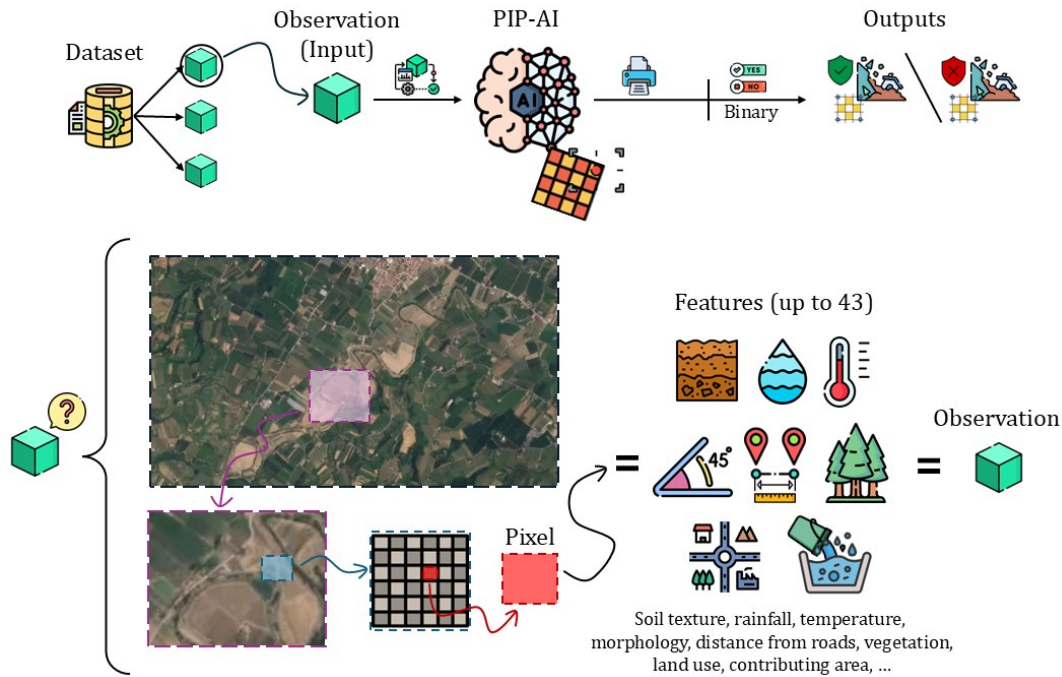 Dataset
Observation
(Input)
PIP-AI
AI
YES
NO
Binary
Outputs
?
Features (up to 43)
45°
Observation
=
=
Pixel
Soil texture, rainfall, temperature,
morphology, distance from roads, vegetation,
land use, contributing area, ...